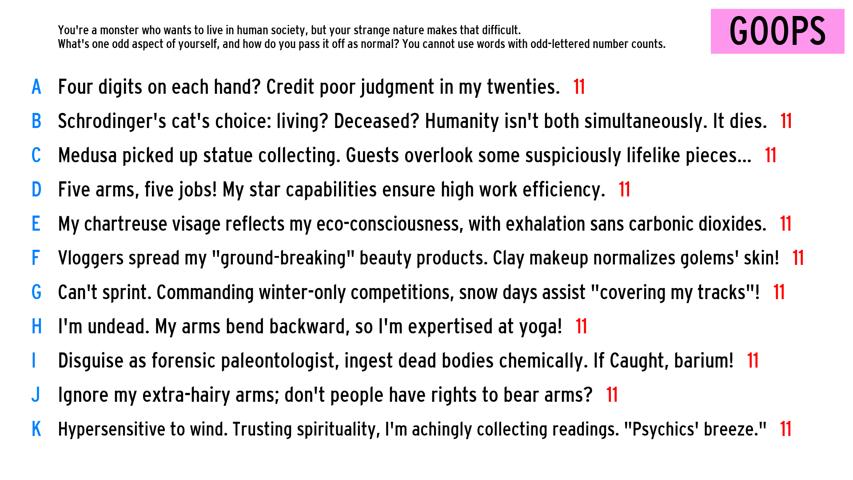 You're a monster who wants to live in human society, but your strange nature makes that difficult.
What's one odd aspect of yourself, and how do you pass it off as normal? You cannot use words with odd-lettered number counts.
GOOPS
A Four digits on each hand? Credit poor judgment in my twenties. 11
B Schrodinger's cat's choice: living? Deceased? Humanity isn't both simultaneously. It dies. 11
C Medusa picked up statue collecting. Guests overlook some suspiciously lifelike pieces... 11
D Five arms, five jobs! My star capabilities ensure high work efficiency. 11
E My chartreuse visage reflects my eco-consciousness, with exhalation sans carbonic dioxides. 11
F Vloggers spread my "ground-breaking" beauty products. Clay makeup normalizes golems' skin! 11
G Can't sprint. Commanding winter-only competitions, snow days assist "covering my tracks"! 11
H I'm undead. My arms bend backward, so I'm expertised at yoga! 11
I Disguise as forensic paleontologist, ingest dead bodies chemically. If Caught, barium! 11
J Ignore my extra-hairy arms; don't people have rights to bear arms? 11
K Hypersensitive to wind. Trusting spirituality, I'm achingly collecting readings. "Psychics' breeze." 11